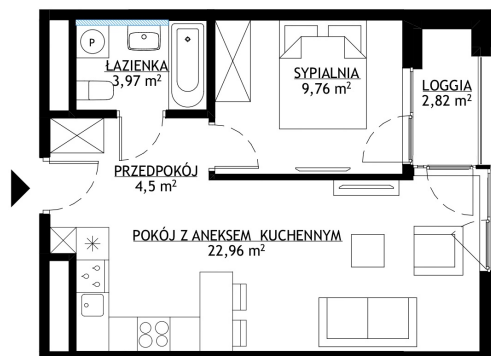 P
ŁAZIENKA
3,97 m²
SYPIALNIA
9,76 m²
LOGGIA
2,82 m²
PRZEDPOKÓJ
4,5 m²
POKÓJ Z ANEKSEM KUCHENNYM
22,96 m²